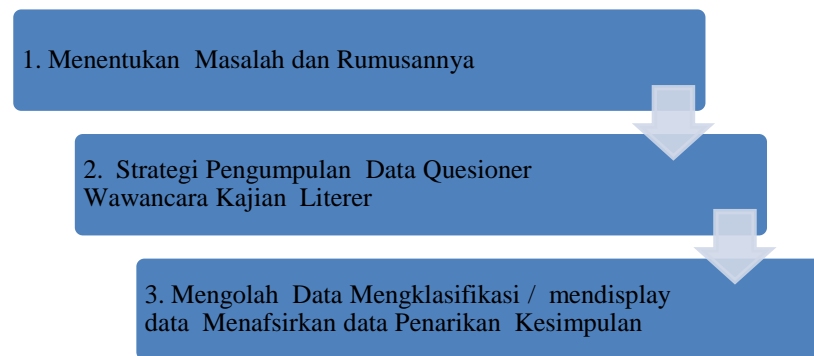 1. Menentukan Masalah dan Rumusannya
2. Strategi Pengumpulan Data Quesioner
Wawancara Kajian Literer
3. Mengolah Data Mengklasifikasi / mendisplay
data Menafsirkan data Penarikan Kesimpulan